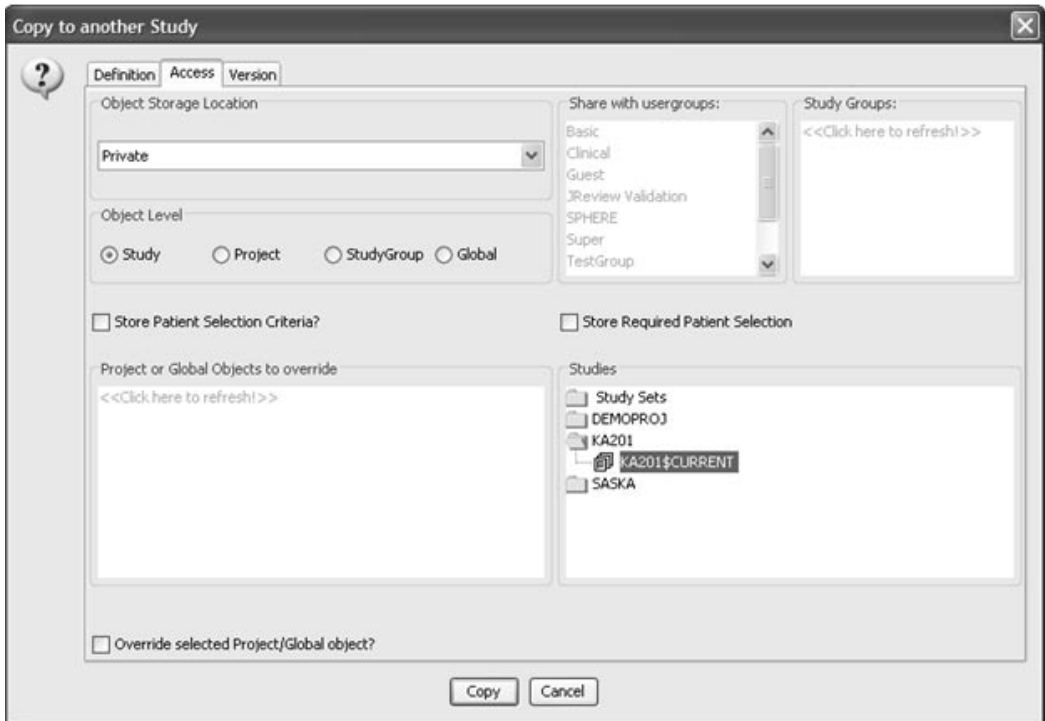 Copy to another Study
?
Definition Access Version
Object Storage Location
Private
Share with usergroups:
Basic
Clinical
Guest
JReview Validation
SPHERE
Super
TestGroup
Study Groups:
<<Click here to refresh!>>
Object Level
Study Project StudyGroup Global
Store Patient Selection Criteria?
Store Required Patient Selection
Project or Global Objects to override
<<Click here to refresh!>>
Studies
Study Sets
DEMOPROJ
KA201
KA201$CURRENT
SASKA
Override selected Project/Global object?
Copy Cancel